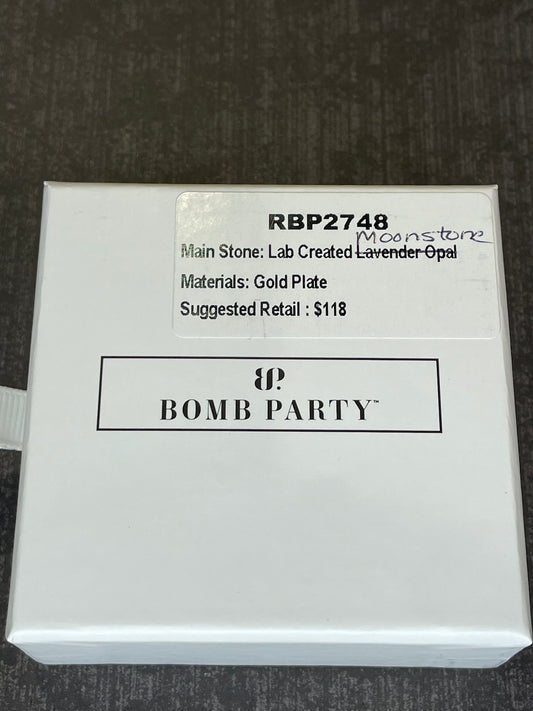 RBP2748
Moonstone
Main Stone: Lab Created Lavender Opal
Materials: Gold Plate
Suggested Retail : $118
BP.
BOMB PARTY™